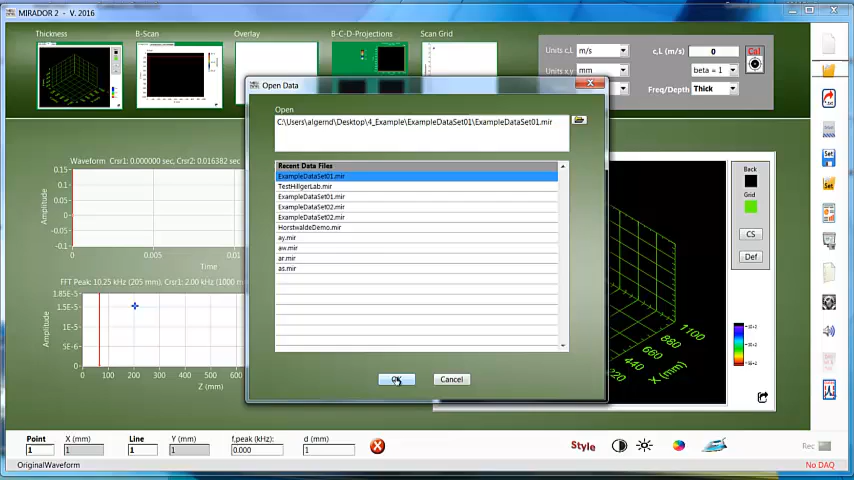 MIRADOR 2 - V. 2016
Thickness
B-Scan
Overlay
B-C-D-Projections
Scan Grid
Units c,L
m/s
c,L (m/s)
0
Cal
Units x,y
mm
beta = 1
Freq/Depth
Thick
Open Data
Open
C:\Users\algernd\Desktop\4_Example\ExampleDataSet01\ExampleDataSet01.mir
Recent Data Files
ExampleDataSet01.mir
TestHillgerLab.mir
ExampleDataSet01.mir
ExampleDataSet02.mir
ExampleDataSet02.mir
HorstwaldeDemo.mir
ay.mir
aw.mir
ar.mir
as.mir
OK
Cancel
Waveform Crsr1: 0.000000 sec Crsr2: 0.016382 sec
Amplitude
0.15
0.1
0.05
0
-0.05
-0.1
0
0.005
0.01
Time
FFT Peak: 10.25 kHz (205 mm) Crsr1: 2.00 kHz (1000 m
Amplitude
1.85E-5
1.5E-5
1E-5
5E-6
0
0 100 200 300 400 500 600
Z (mm)
Back
Grid
CS
Def
1100
880
660
440
220
X (mm)
Set
Set
Point
1
X (mm)
1
Line
1
Y (mm)
1
f,peak (kHz)
0.000
d (mm)
1
Style
Rec
OriginalWaveform
No DAQ